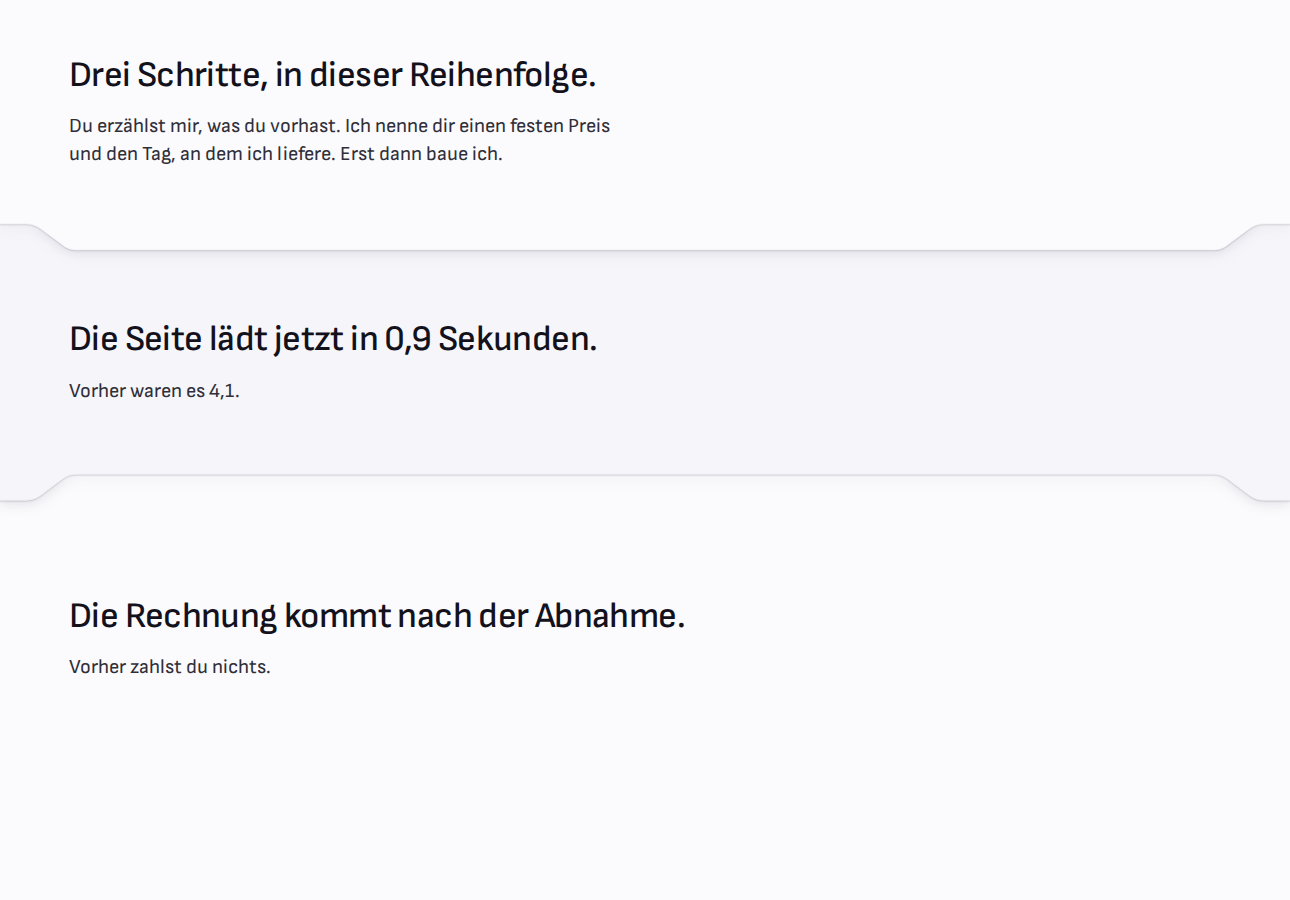 Drei Schritte, in dieser Reihenfolge.
Du erzählst mir, was du vorhast. Ich nenne dir einen festen Preis
und den Tag, an dem ich liefere. Erst dann baue ich.
Die Seite lädt jetzt in 0,9 Sekunden.
Vorher waren es 4,1.
Die Rechnung kommt nach der Abnahme.
Vorher zahlst du nichts.